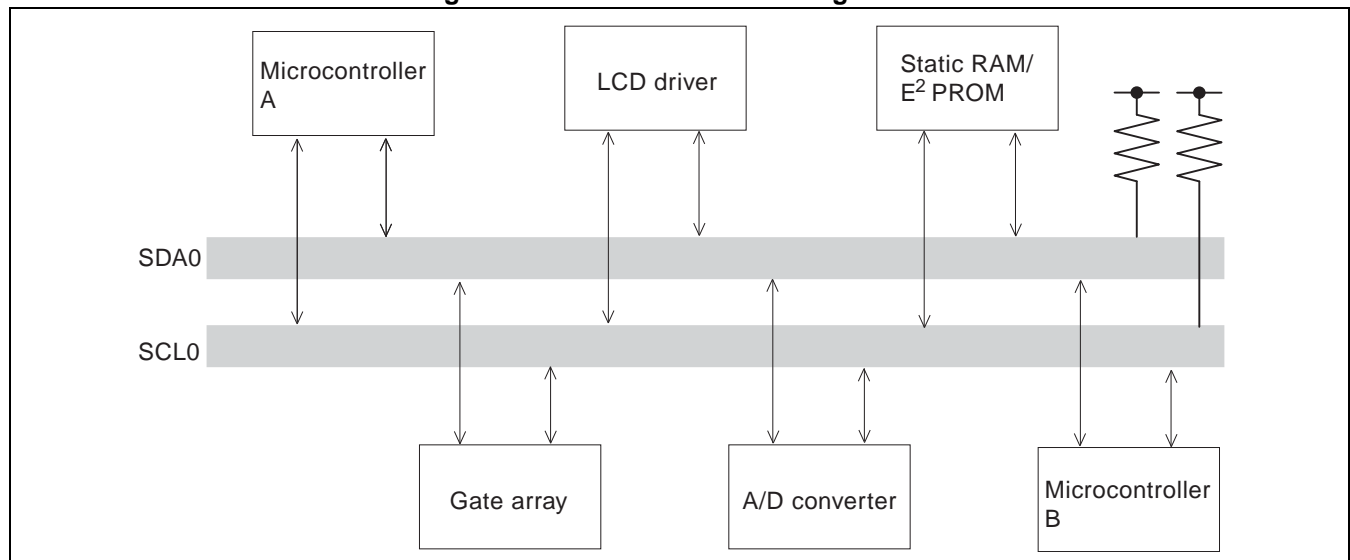 Microcontroller
A
LCD driver
Static RAM/
E² PROM
SDA0
SCL0
Gate array
A/D converter
Microcontroller
B